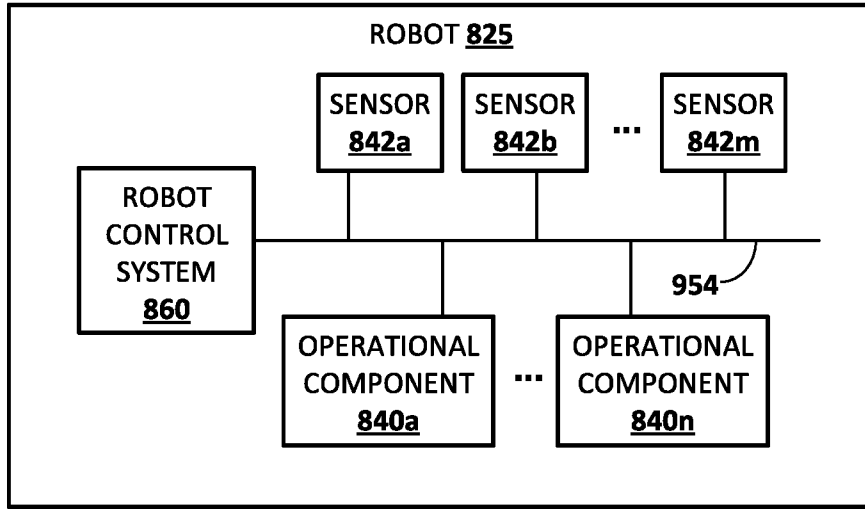 ROBOT 825
SENSOR
842a
SENSOR
842b
...
SENSOR
842m
ROBOT
CONTROL
SYSTEM
860
954
OPERATIONAL
COMPONENT
840a
...
OPERATIONAL
COMPONENT
840n